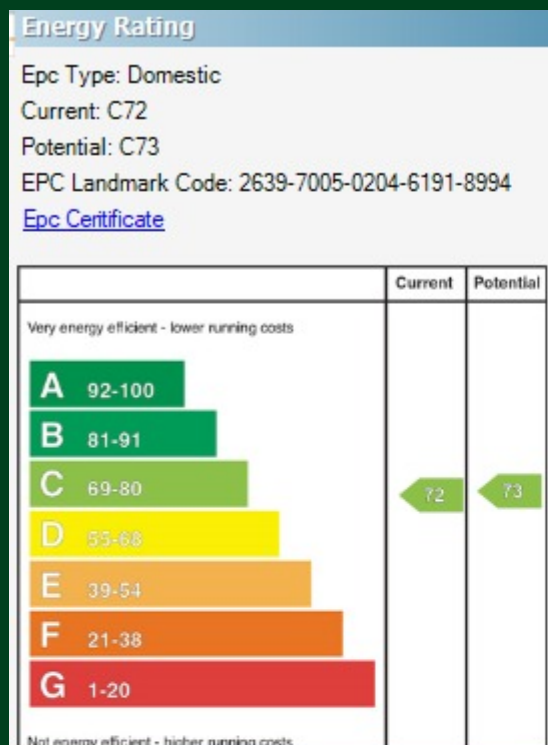 Energy Rating
Epc Type: Domestic
Current: C72
Potential: C73
EPC Landmark Code: 2639-7005-0204-6191-8994
Epc Ceritificate
Current Potential
Very energy efficient - lower running costs
A 92-100
B 81-91
C 69-80 72 73
D 55-68
E 39-54
F 21-38
G 1-20
Not energy efficient - higher running costs